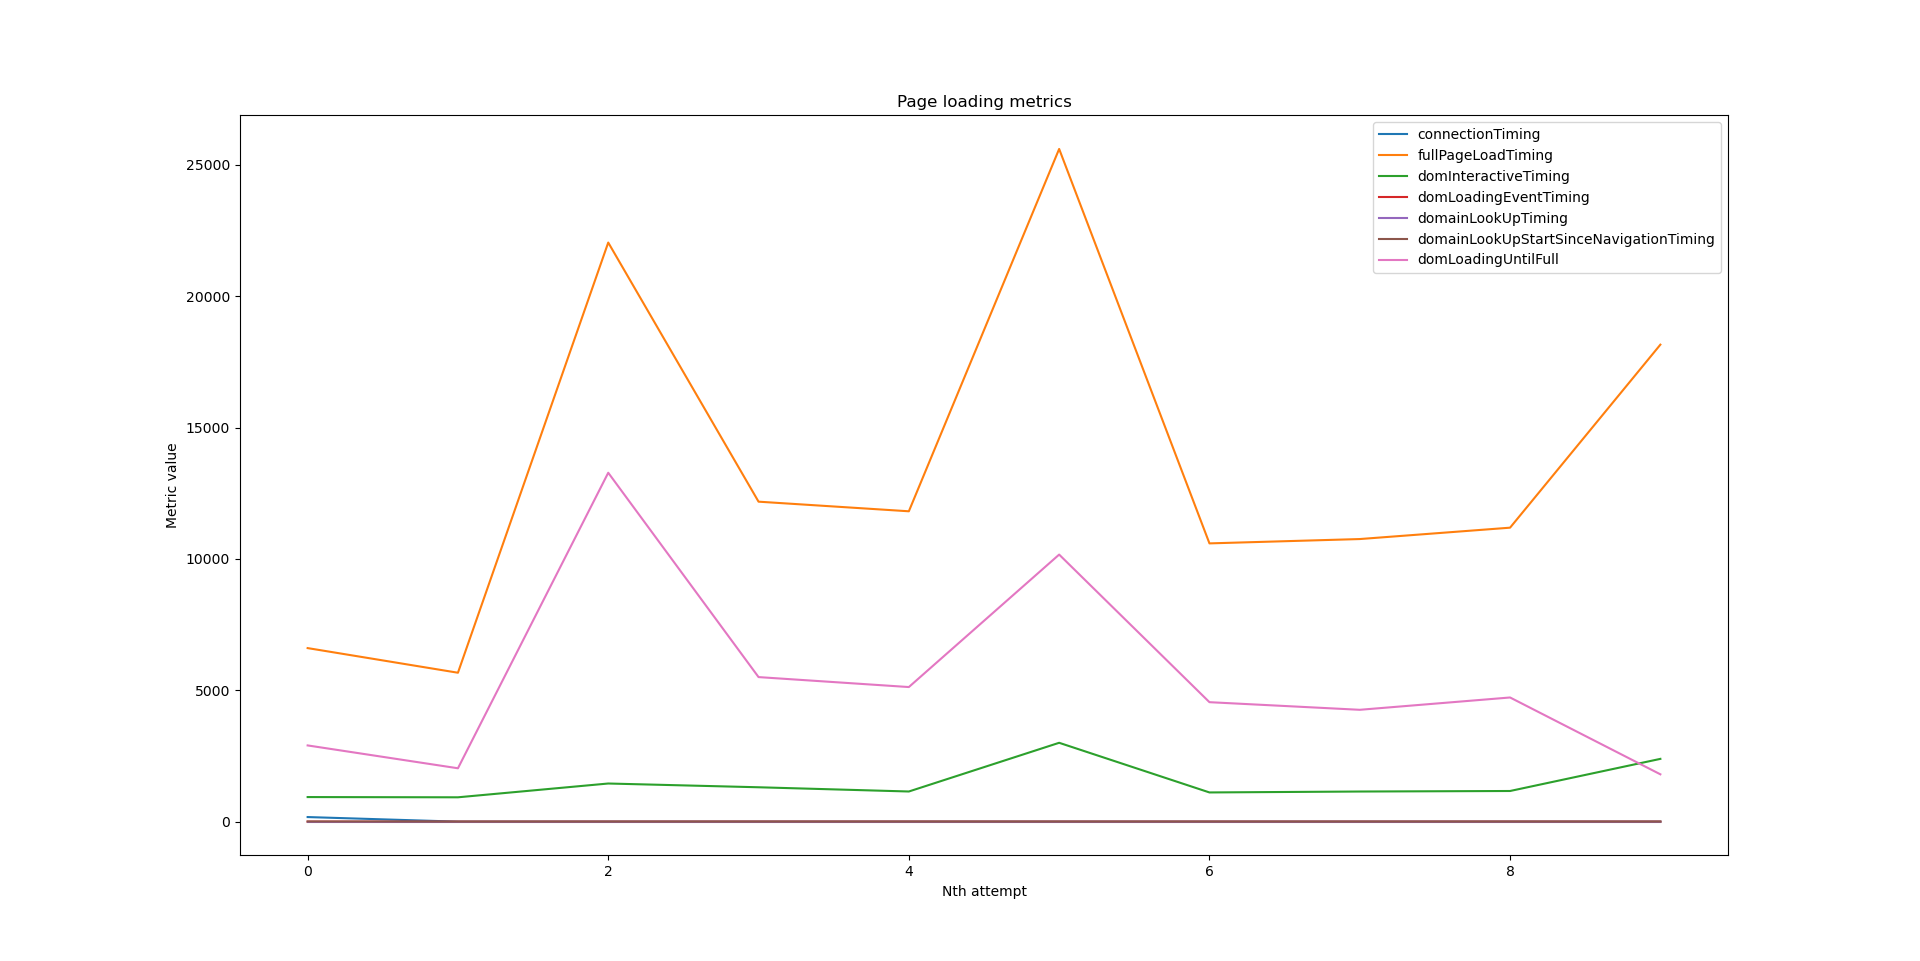 Page loading metrics
connectionTiming
fullPageLoadTiming
domInteractiveTiming
domLoadingEventTiming
domainLookUpTiming
domainLookUpStartSinceNavigationTiming
domLoadingUntilFull
25000
20000
15000
10000
5000
0
Metric value
0 2 4 6 8
Nth attempt